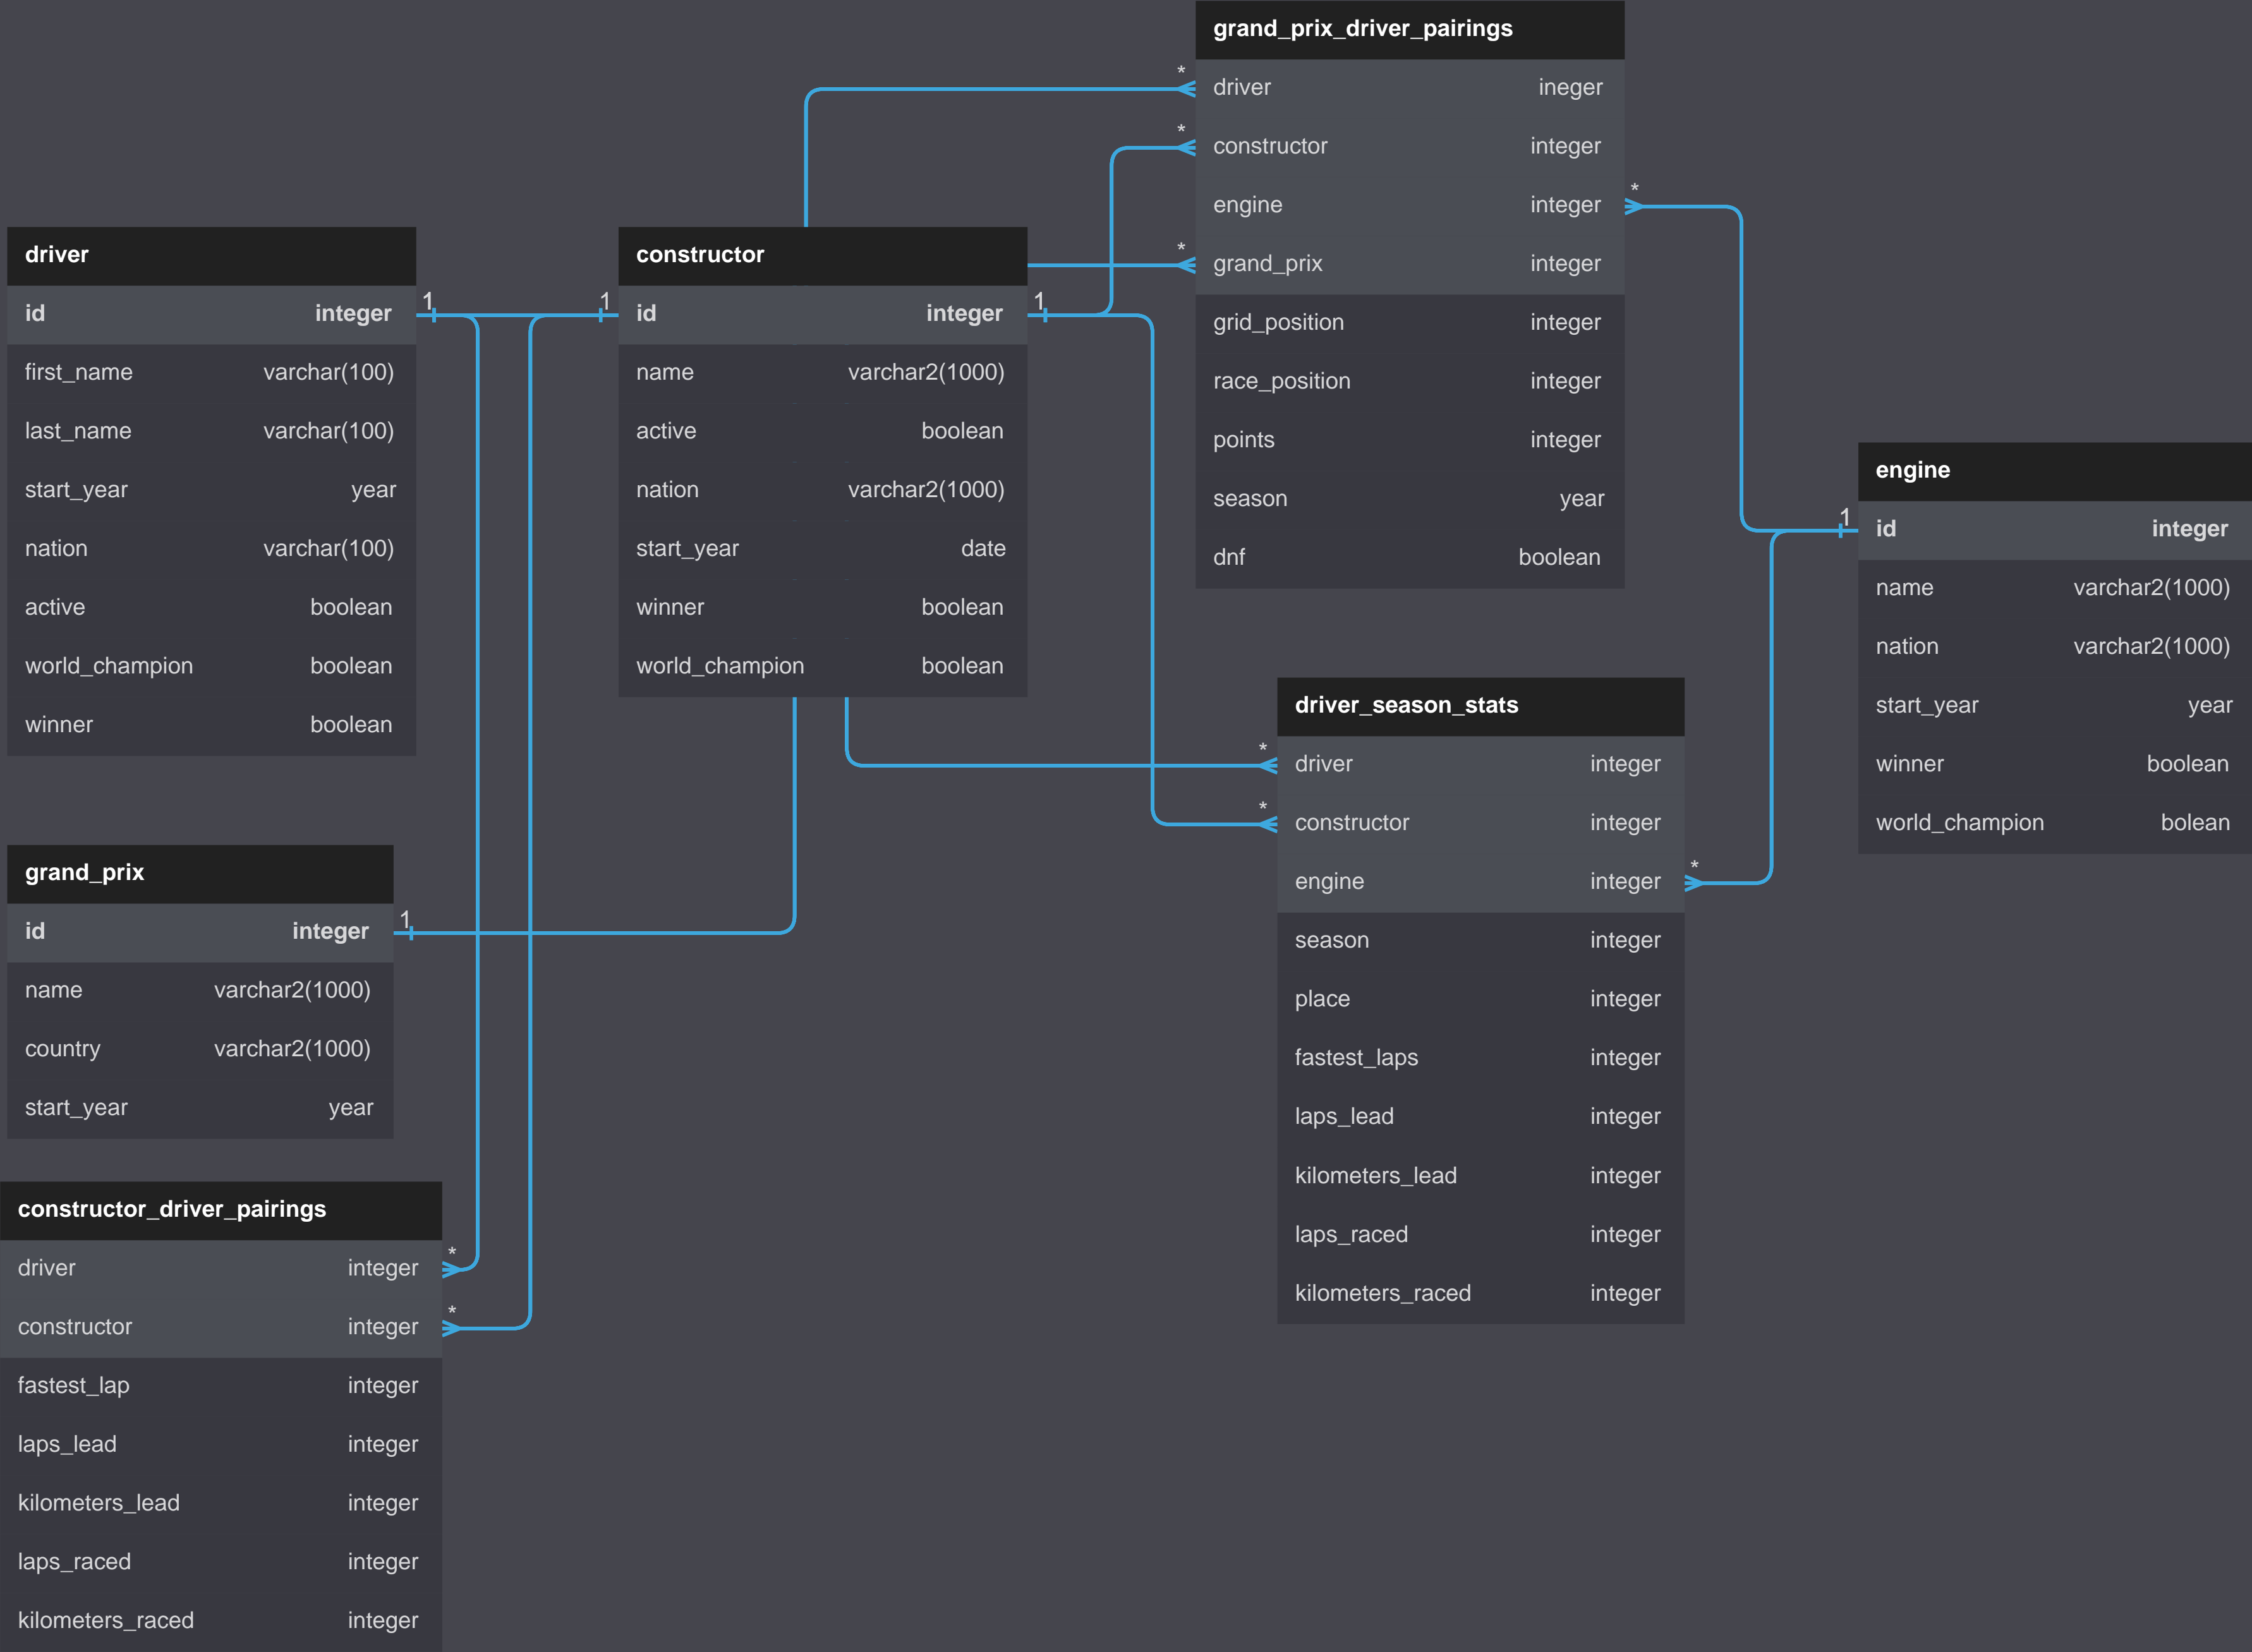 grand_prix_driver_pairings
* driver ineger
* constructor integer
engine integer *
* grand_prix integer
grid_position integer
race_position integer
points integer
season year
dnf boolean
driver
id integer 1
first_name varchar(100)
last_name varchar(100)
start_year year
nation varchar(100)
active boolean
world_champion boolean
winner boolean
constructor
1 id integer 1
name varchar2(1000)
active boolean
nation varchar2(1000)
start_year date
winner boolean
world_champion boolean
engine
1 id integer
name varchar2(1000)
nation varchar2(1000)
start_year year
winner boolean
world_champion bolean
driver_season_stats
* driver integer
* constructor integer
engine integer *
season integer
place integer
fastest_laps integer
laps_lead integer
kilometers_lead integer
laps_raced integer
kilometers_raced integer
grand_prix
id integer 1
name varchar2(1000)
country varchar2(1000)
start_year year
constructor_driver_pairings
driver integer *
constructor integer *
fastest_lap integer
laps_lead integer
kilometers_lead integer
laps_raced integer
kilometers_raced integer